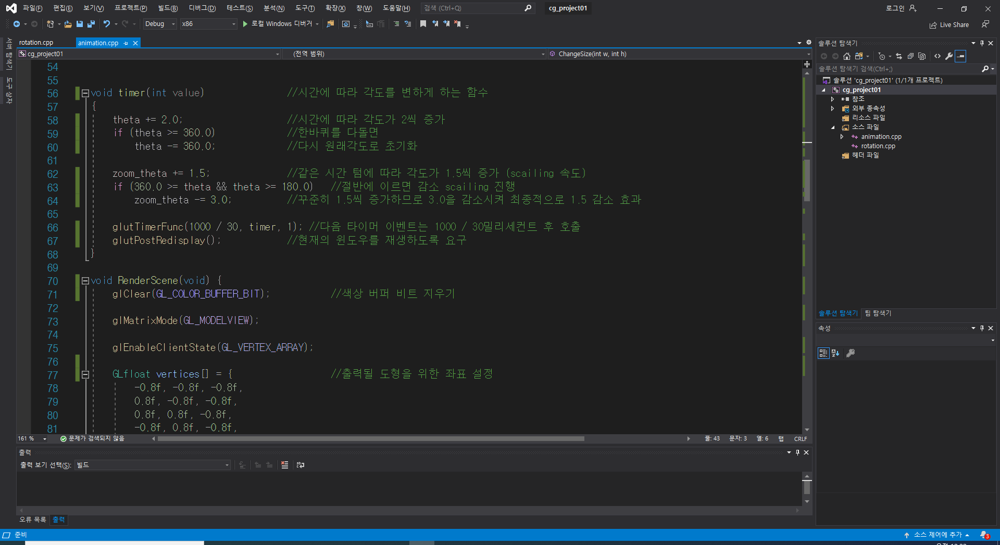 파일(F) 편집(E) 보기(V) 프로젝트(P) 빌드(B) 디버그(D) 테스트(S) 분석(N) 도구(T) 확장(X) 창(W) 도움말(H) 검색 (Ctrl+Q) cg_project01 로그인
Debug x86 로컬 Windows 디버거 Live Share
서버 탐색기
도구 상자
rotation.cpp animation.cpp
cg_project01 (전역 범위) ChangeSize(int w, int h)
54
55
56 void timer(int value) //시간에 따라 각도를 변하게 하는 함수
57 {
58 theta += 2.0; //시간에 따라 각도가 2씩 증가
59 if (theta >= 360.0) //한바퀴를 다돌면
60 theta -= 360.0; //다시 원래각도로 초기화
61
62 zoom_theta += 1.5; //같은 시간 텀에 따라 각도가 1.5씩 증가 (scailing 속도)
63 if (360.0 >= theta && theta >= 180.0) //절반에 이르면 감소 scailing 진행
64 zoom_theta -= 3.0; //꾸준히 1.5씩 증가하므로 3.0을 감소시켜 최종적으로 1.5 감소 효과
65
66 glutTimerFunc(1000 / 30, timer, 1); //다음 타이머 이벤트는 1000 / 30밀리세컨트 후 호출
67 glutPostRedisplay(); //현재의 윈도우를 재생하도록 요구
68 }
69
70 void RenderScene(void) {
71 glClear(GL_COLOR_BUFFER_BIT); //색상 버퍼 비트 지우기
72
73 glMatrixMode(GL_MODELVIEW);
74
75 glEnableClientState(GL_VERTEX_ARRAY);
76
77 GLfloat vertices[] = { //출력될 도형을 위한 좌표 설정
78 -0.8f, -0.8f, -0.8f,
79 0.8f, -0.8f, -0.8f,
80 0.8f, 0.8f, -0.8f,
81 -0.8f, 0.8f, -0.8f,
161 % 문제가 검색되지 않음 줄: 43 문자: 3 열: 6 탭 CRLF
출력
출력 보기 선택(S): 빌드
오류 목록 출력
솔루션 탐색기
솔루션 탐색기 검색(Ctrl+;)
솔루션 'cg_project01' (1/1개 프로젝트)
cg_project01
참조
외부 종속성
리소스 파일
소스 파일
animation.cpp
rotation.cpp
헤더 파일
솔루션 탐색기 팀 탐색기
속성
준비 소스 제어에 추가 3